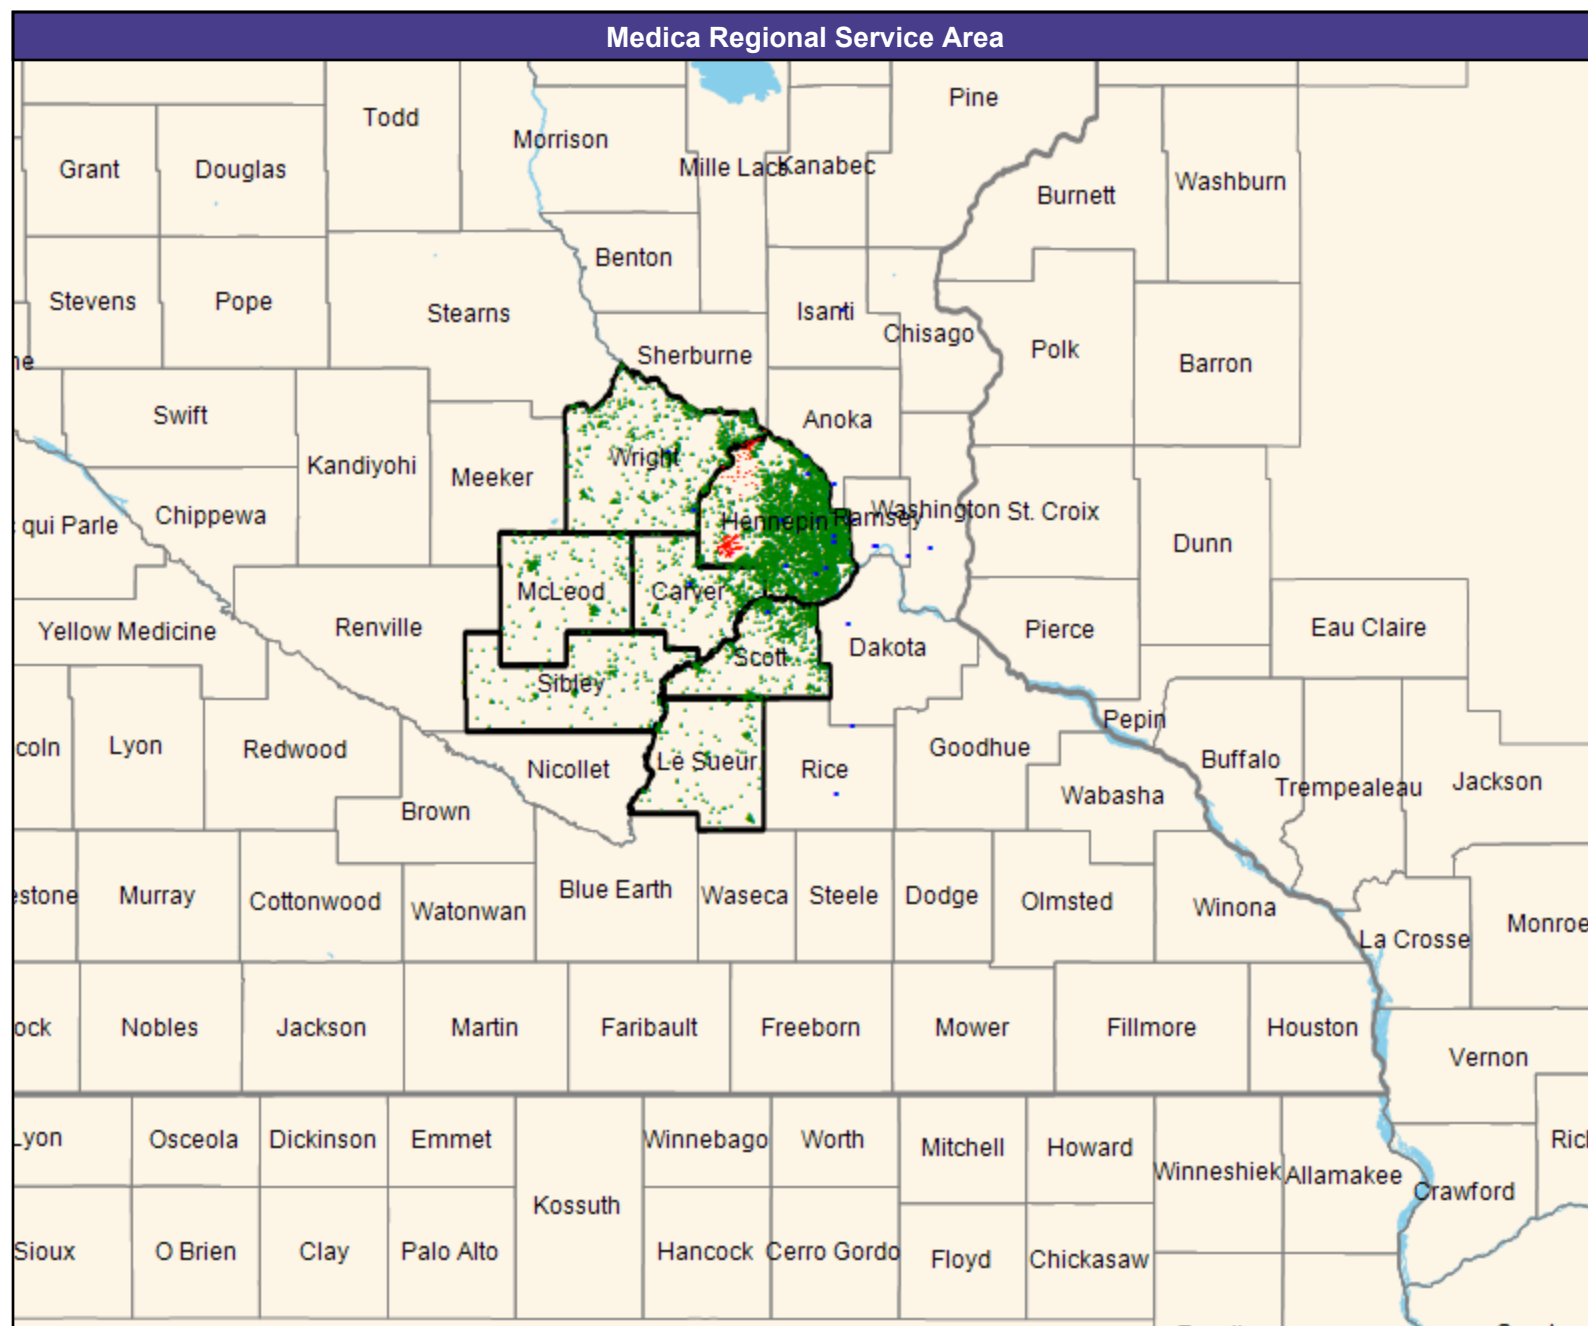 Medica Regional Service Area
Pine
Todd
Morrison
Grant
Douglas
Mille Lacs
Kanabec
Washburn
Burnett
Benton
Stevens
Pope
Stearns
Isanti
Chisago
Sherburne
Polk
Barron
ne
Swift
Anoka
Wright
Kandiyohi
Meeker
qui Parle
Chippewa
Hennepin
Ramsey
Washington
St. Croix
Dunn
McLeod
Carver
Yellow Medicine
Renville
Pierce
Eau Claire
Dakota
Scott
Sibley
Pepin
coln
Lyon
Redwood
Goodhue
Buffalo
Nicollet
Le Sueur
Rice
Trempealeau
Jackson
Wabasha
Brown
estone
Murray
Cottonwood
Watonwan
Blue Earth
Waseca
Steele
Dodge
Olmsted
Winona
Monroe
La Crosse
ock
Nobles
Jackson
Martin
Faribault
Freeborn
Mower
Fillmore
Houston
Vernon
Lyon
Osceola
Dickinson
Emmet
Winnebago
Worth
Mitchell
Howard
Winneshiek
Allamakee
Rich
Crawford
Kossuth
Sioux
O Brien
Clay
Palo Alto
Hancock
Cerro Gordo
Floyd
Chickasaw